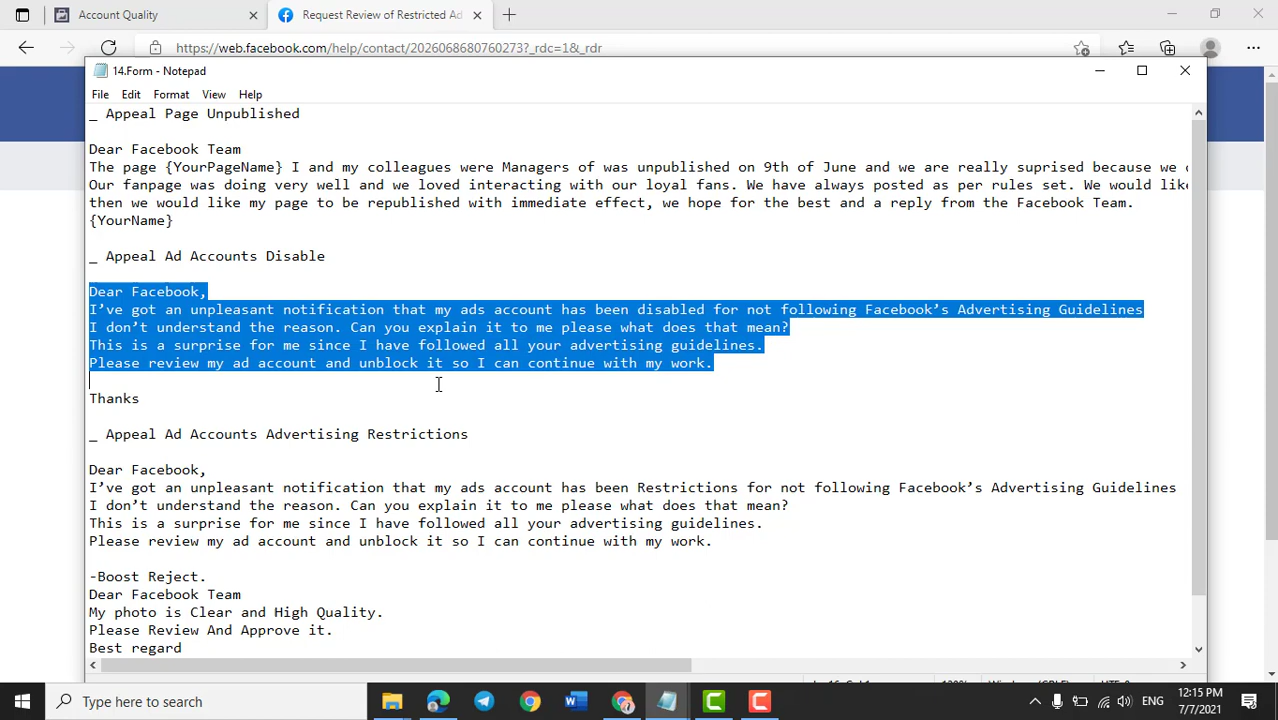 Account Quality
Request Review of Restricted Ad
https://web.facebook.com/help/contact/2026068680760273?_rdc=1&_rdr
14.Form - Notepad
File Edit Format View Help
_ Appeal Page Unpublished
Dear Facebook Team
The page {YourPageName} I and my colleagues were Managers of was unpublished on 9th of June and we are really suprised because we
Our fanpage was doing very well and we loved interacting with our loyal fans. We have always posted as per rules set. We would like
then we would like my page to be republished with immediate effect, we hope for the best and a reply from the Facebook Team.
{YourName}
_ Appeal Ad Accounts Disable
Dear Facebook,
I’ve got an unpleasant notification that my ads account has been disabled for not following Facebook’s Advertising Guidelines
I don’t understand the reason. Can you explain it to me please what does that mean?
This is a surprise for me since I have followed all your advertising guidelines.
Please review my ad account and unblock it so I can continue with my work.
Thanks
_ Appeal Ad Accounts Advertising Restrictions
Dear Facebook,
I’ve got an unpleasant notification that my ads account has been Restrictions for not following Facebook’s Advertising Guidelines
I don’t understand the reason. Can you explain it to me please what does that mean?
This is a surprise for me since I have followed all your advertising guidelines.
Please review my ad account and unblock it so I can continue with my work.
-Boost Reject.
Dear Facebook Team
My photo is Clear and High Quality.
Please Review And Approve it.
Best regard
Type here to search
ENG
12:15 PM
7/7/2021